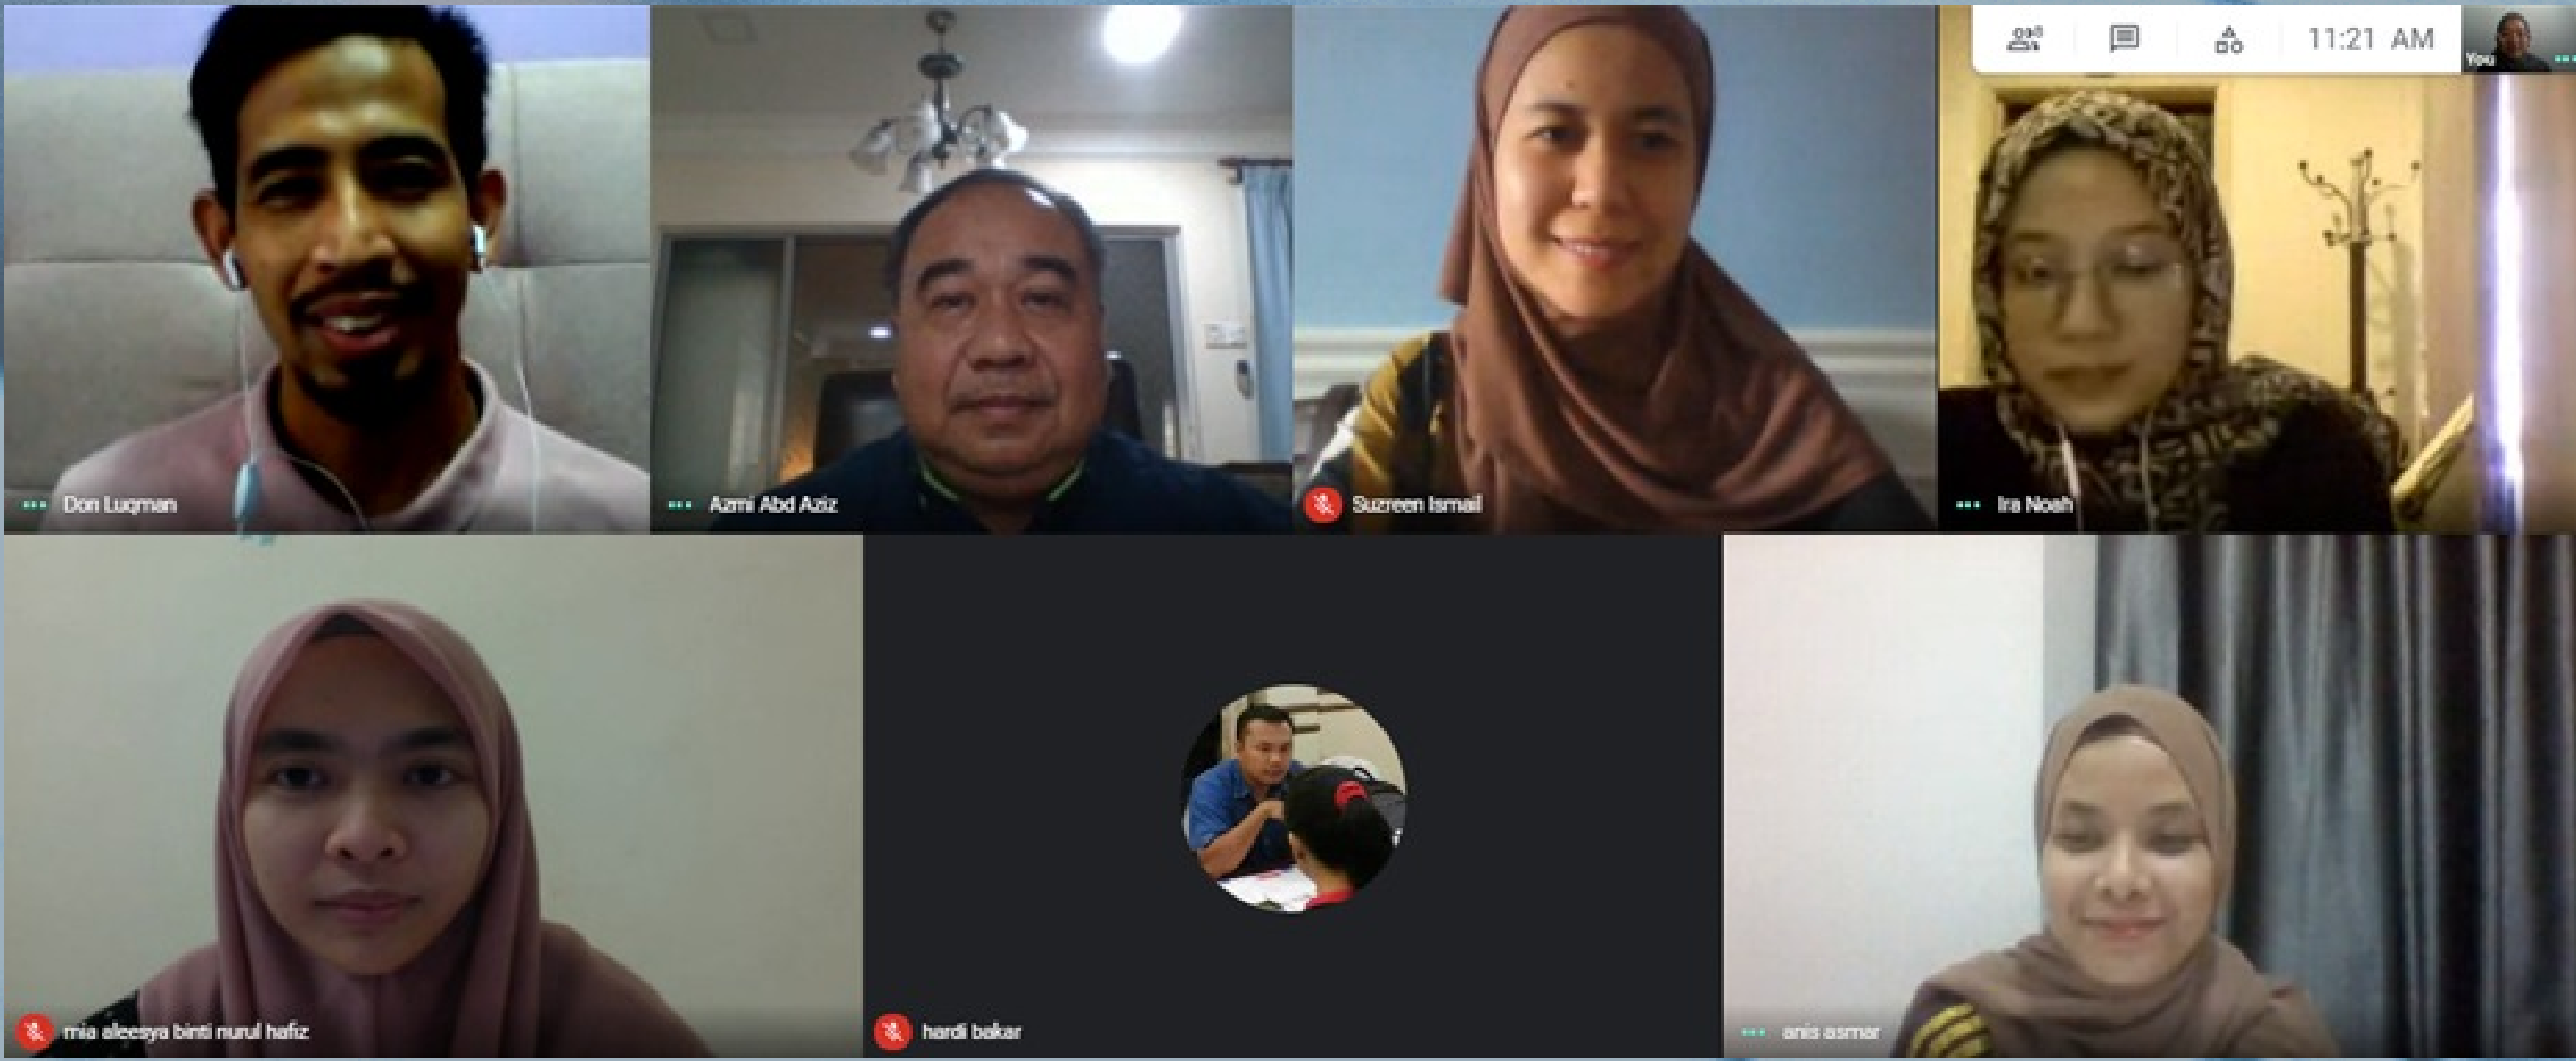 11:21 AM
You
Don Luqman
Azmi Abd Aziz
Suzreen Ismail
Ira Noah
mia aleesya binti nurul hafiz
hardi bakar
anis asmar